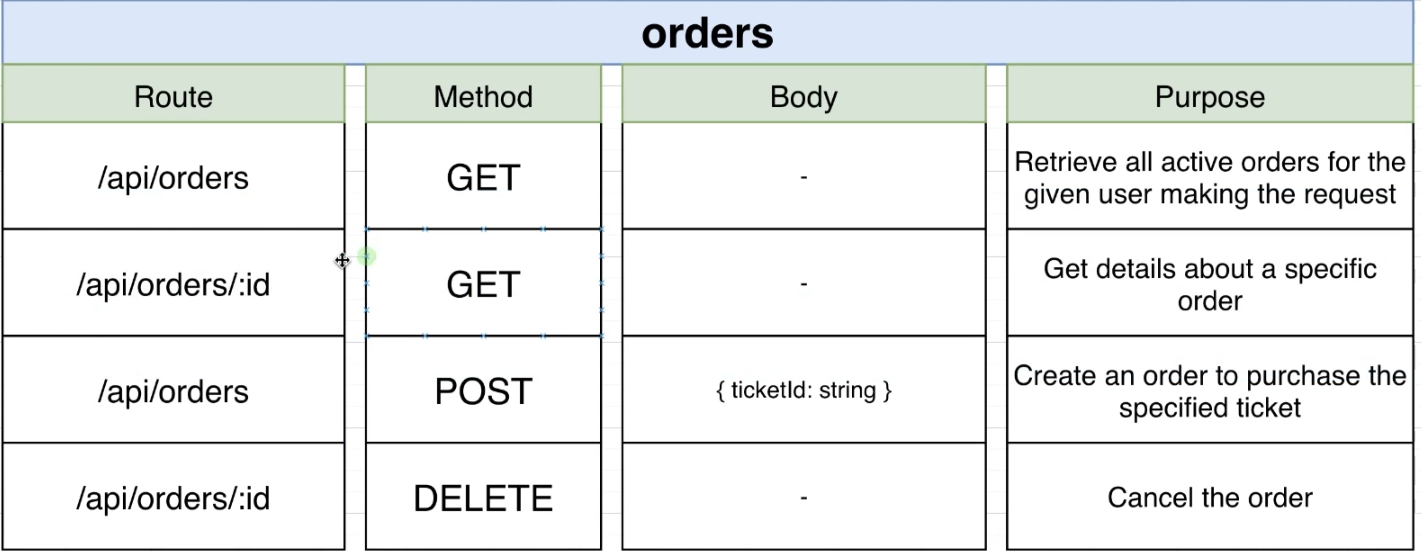 orders
Route Method Body Purpose
/api/orders GET - Retrieve all active orders for the
given user making the request
/api/orders/:id GET - Get details about a specific
order
/api/orders POST { ticketId: string } Create an order to purchase the
specified ticket
/api/orders/:id DELETE - Cancel the order